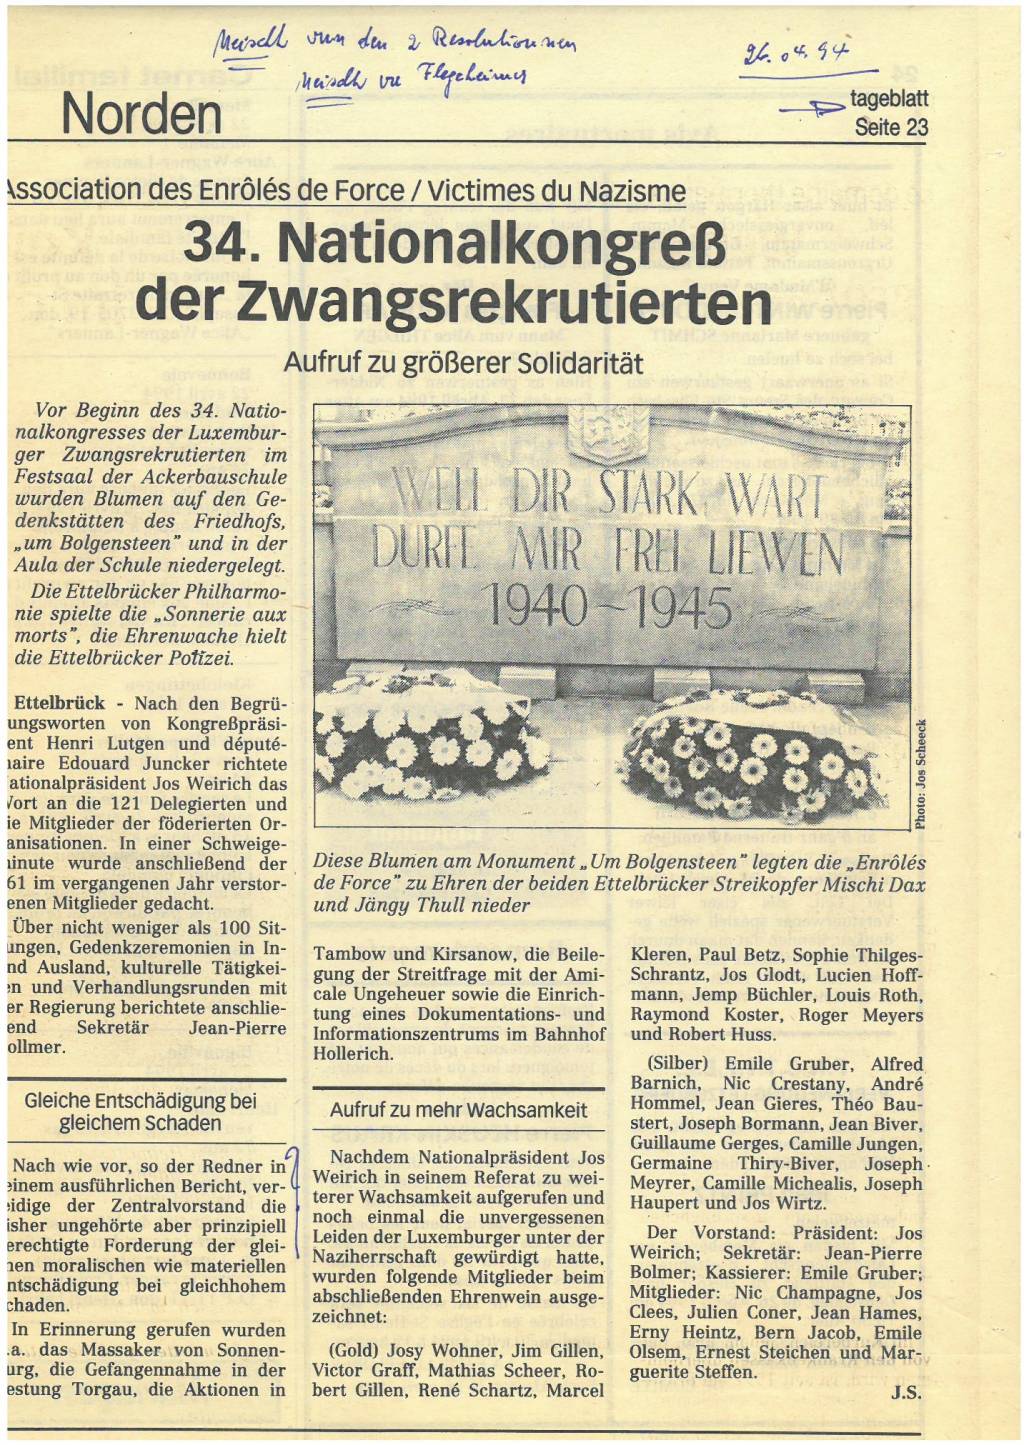 vun den 2 Resolutiounen
26.04.94
Norden
tageblatt
Seite 23
Association des Enrôlés de Force / Victimes du Nazisme
34. Nationalkongreß
der Zwangsrekrutierten
Aufruf zu größerer Solidarität
Vor Beginn des 34. Natio-
nalkongresses der Luxembur-
ger Zwangsrekrutierten im
Festsaal der Ackerbauschule
wurden Blumen auf den Ge-
denkstätten des Friedhofs,
„um Bolgensteen” und in der
Aula der Schule niedergelegt.
Die Ettelbrücker Philharmo-
nie spielte die „Sonnerie aux
morts”, die Ehrenwache hielt
die Ettelbrücker Polizei.
Ettelbrück - Nach den Begrü-
ungsworten von Kongreßpräsi-
ent Henri Lutgen und député-
aire Edouard Juncker richtete
ationalpräsident Jos Weirich das
Wort an die 121 Delegierten und
ie Mitglieder der föderierten Or-
anisationen. In einer Schweige-
inute wurde anschließend der
61 im vergangenen Jahr verstor-
enen Mitglieder gedacht.
Über nicht weniger als 100 Sit-
ungen, Gedenkzeremonien in In-
nd Ausland, kulturelle Tätigkei-
en und Verhandlungsrunden mit
er Regierung berichtete anschlie-
end Sekretär Jean-Pierre
ollmer.
Gleiche Entschädigung bei
gleichem Schaden
Nach wie vor, so der Redner in
einem ausführlichen Bericht, ver-
eidige der Zentralvorstand die
isher ungehörte aber prinzipiell
erechtigte Forderung der glei-
hen moralischen wie materiellen
ntschädigung bei gleichhohem
chaden.
In Erinnerung gerufen wurden
.a. das Massaker von Sonnen-
urg, die Gefangennahme in der
estung Torgau, die Aktionen in
WELL DIR STARK WART
DURFE MIR FREI LIEWEN
1940-1945
Photo: Jos Scheeck
Diese Blumen am Monument „Um Bolgensteen” legten die „Enrôlés
de Force” zu Ehren der beiden Ettelbrücker Streikopfer Mischi Dax
und Jängy Thull nieder
Tambow und Kirsanow, die Beile-
gung der Streitfrage mit der Ami-
cale Ungeheuer sowie die Einrich-
tung eines Dokumentations- und
Informationszentrums im Bahnhof
Hollerich.
Aufruf zu mehr Wachsamkeit
Nachdem Nationalpräsident Jos
Weirich in seinem Referat zu wei-
terer Wachsamkeit aufgerufen und
noch einmal die unvergessenen
Leiden der Luxemburger unter der
Naziherrschaft gewürdigt hatte,
wurden folgende Mitglieder beim
abschließenden Ehrenwein ausge-
zeichnet:
(Gold) Josy Wohner, Jim Gillen,
Victor Graff, Mathias Scheer, Ro-
bert Gillen, René Schartz, Marcel
Kleren, Paul Betz, Sophie Thilges-
Schrantz, Jos Glodt, Lucien Hoff-
mann, Jemp Büchler, Louis Roth,
Raymond Koster, Roger Meyers
und Robert Huss.
(Silber) Emile Gruber, Alfred
Barnich, Nic Crestany, André
Hommel, Jean Gieres, Théo Bau-
stert, Joseph Bormann, Jean Biver,
Guillaume Gerges, Camille Jungen,
Germaine Thiry-Biver, Joseph
Meyrer, Camille Michealis, Joseph
Haupert und Jos Wirtz.
Der Vorstand: Präsident: Jos
Weirich; Sekretär: Jean-Pierre
Bolmer; Kassierer: Emile Gruber;
Mitglieder: Nic Champagne, Jos
Clees, Julien Coner, Jean Hames,
Erny Heintz, Bern Jacob, Emile
Olsem, Ernest Steichen und Mar-
guerite Steffen.
J.S.